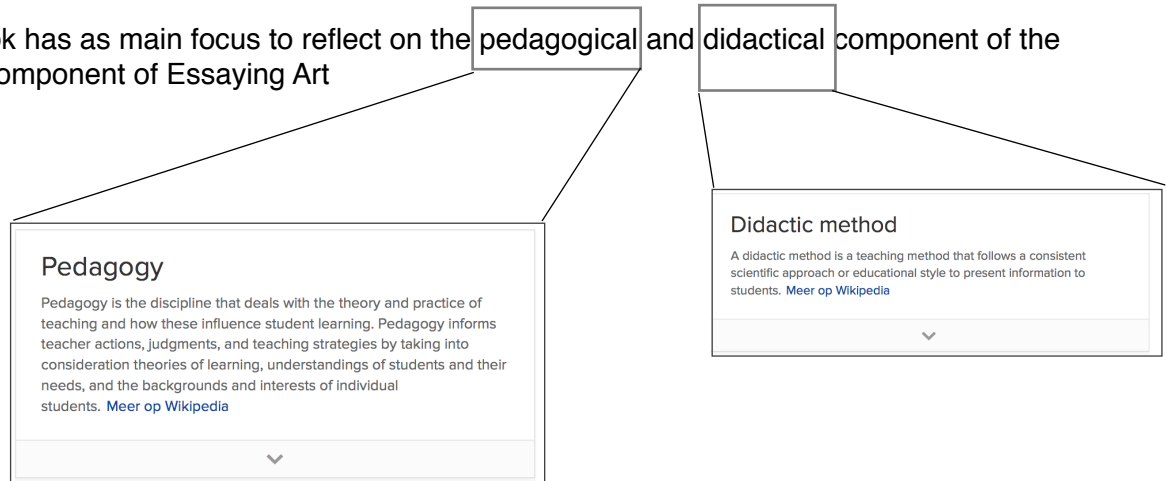 k has as main focus to reflect on the pedagogical and didactical component of the
omponent of Essaying Art
Pedagogy
Pedagogy is the discipline that deals with the theory and practice of
teaching and how these influence student learning. Pedagogy informs
teacher actions, judgments, and teaching strategies by taking into
consideration theories of learning, understandings of students and their
needs, and the backgrounds and interests of individual
students. Meer op Wikipedia
Didactic method
A didactic method is a teaching method that follows a consistent
scientific approach or educational style to present information to
students. Meer op Wikipedia